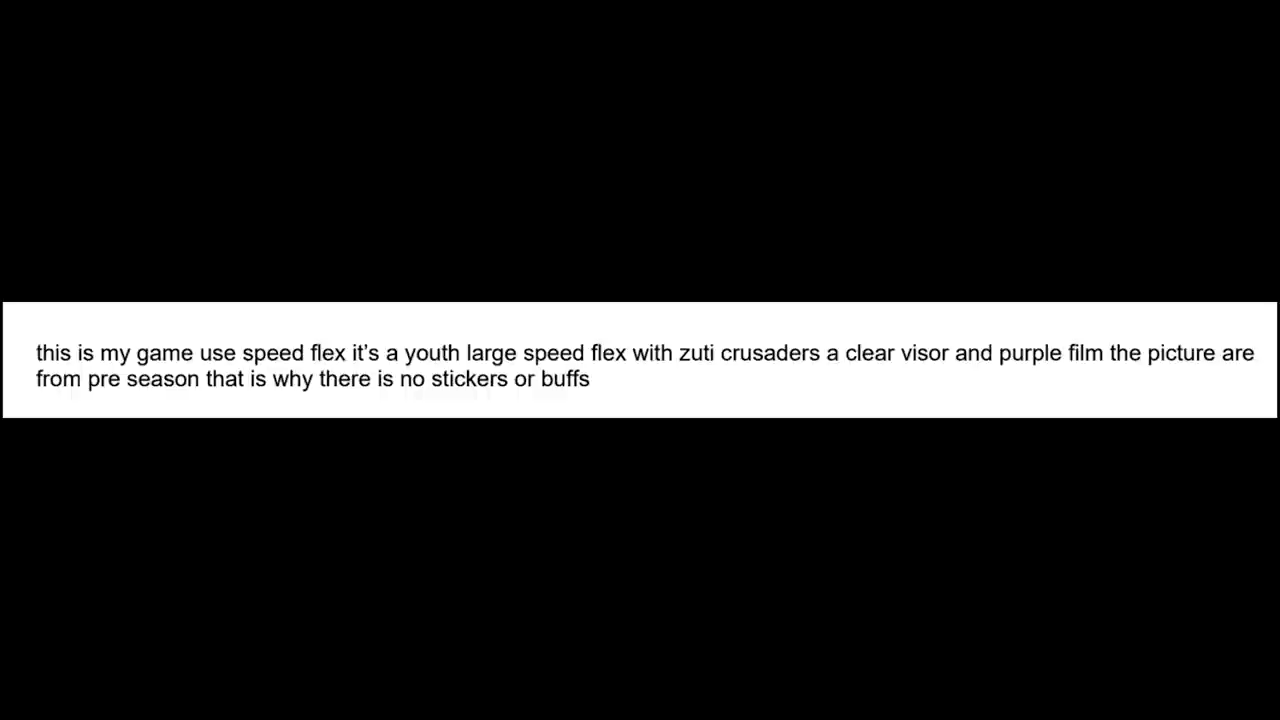 this is my game use speed flex it’s a youth large speed flex with zuti crusaders a clear visor and purple film the picture are
from pre season that is why there is no stickers or buffs